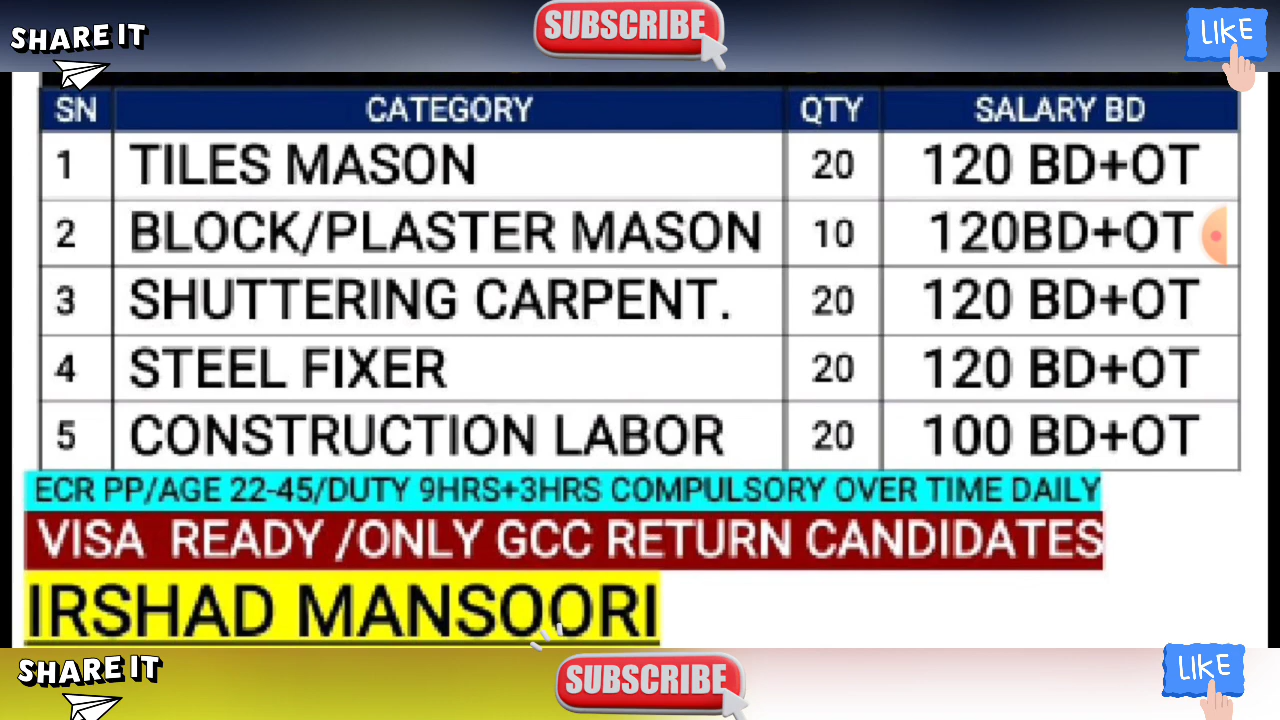 SHARE IT
SUBSCRIBE
LIKE
SN CATEGORY QTY SALARY BD
1 TILES MASON 20 120 BD+OT
2 BLOCK/PLASTER MASON 10 120BD+OT
3 SHUTTERING CARPENT. 20 120 BD+OT
4 STEEL FIXER 20 120 BD+OT
5 CONSTRUCTION LABOR 20 100 BD+OT
ECR PP/AGE 22-45/DUTY 9HRS+3HRS COMPULSORY OVER TIME DAILY
VISA READY /ONLY GCC RETURN CANDIDATES
IRSHAD MANSOORI
SHARE IT
SUBSCRIBE
LIKE